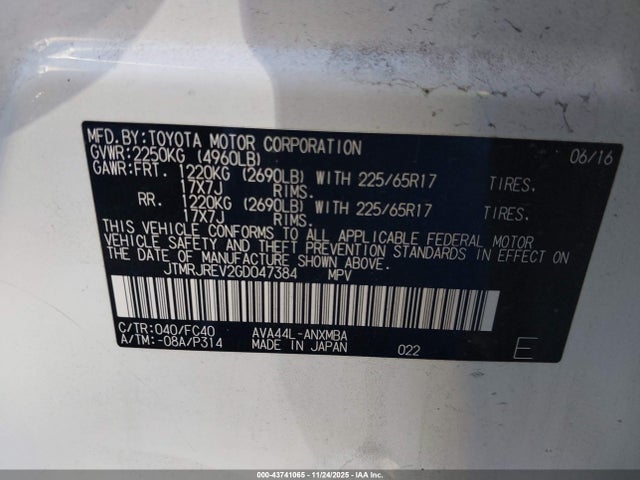 MFD.BY:TOYOTA MOTOR CORPORATION 06/16
GVWR:2250KG (4960LB)
GAWR:FRT. 1220KG (2690LB) WITH 225/65R17 TIRES.
17X7J RIMS.
RR. 1220KG (2690LB) WITH 225/65R17 TIRES.
17X7J RIMS.
THIS VEHICLE CONFORMS TO ALL APPLICABLE FEDERAL MOTOR
VEHICLE SAFETY AND THEFT PREVENTION STANDARDS IN EFFECT ON
THE DATE OF MANUFACTURE SHOWN ABOVE.
JTMRJREV2GD047384 MPV
C/TR:040/FC40 AVA44L-ANXMBA
A/TM:-08A/P314 MADE IN JAPAN 022 E
000-43741065 - 11/24/2025 - IAA Inc.